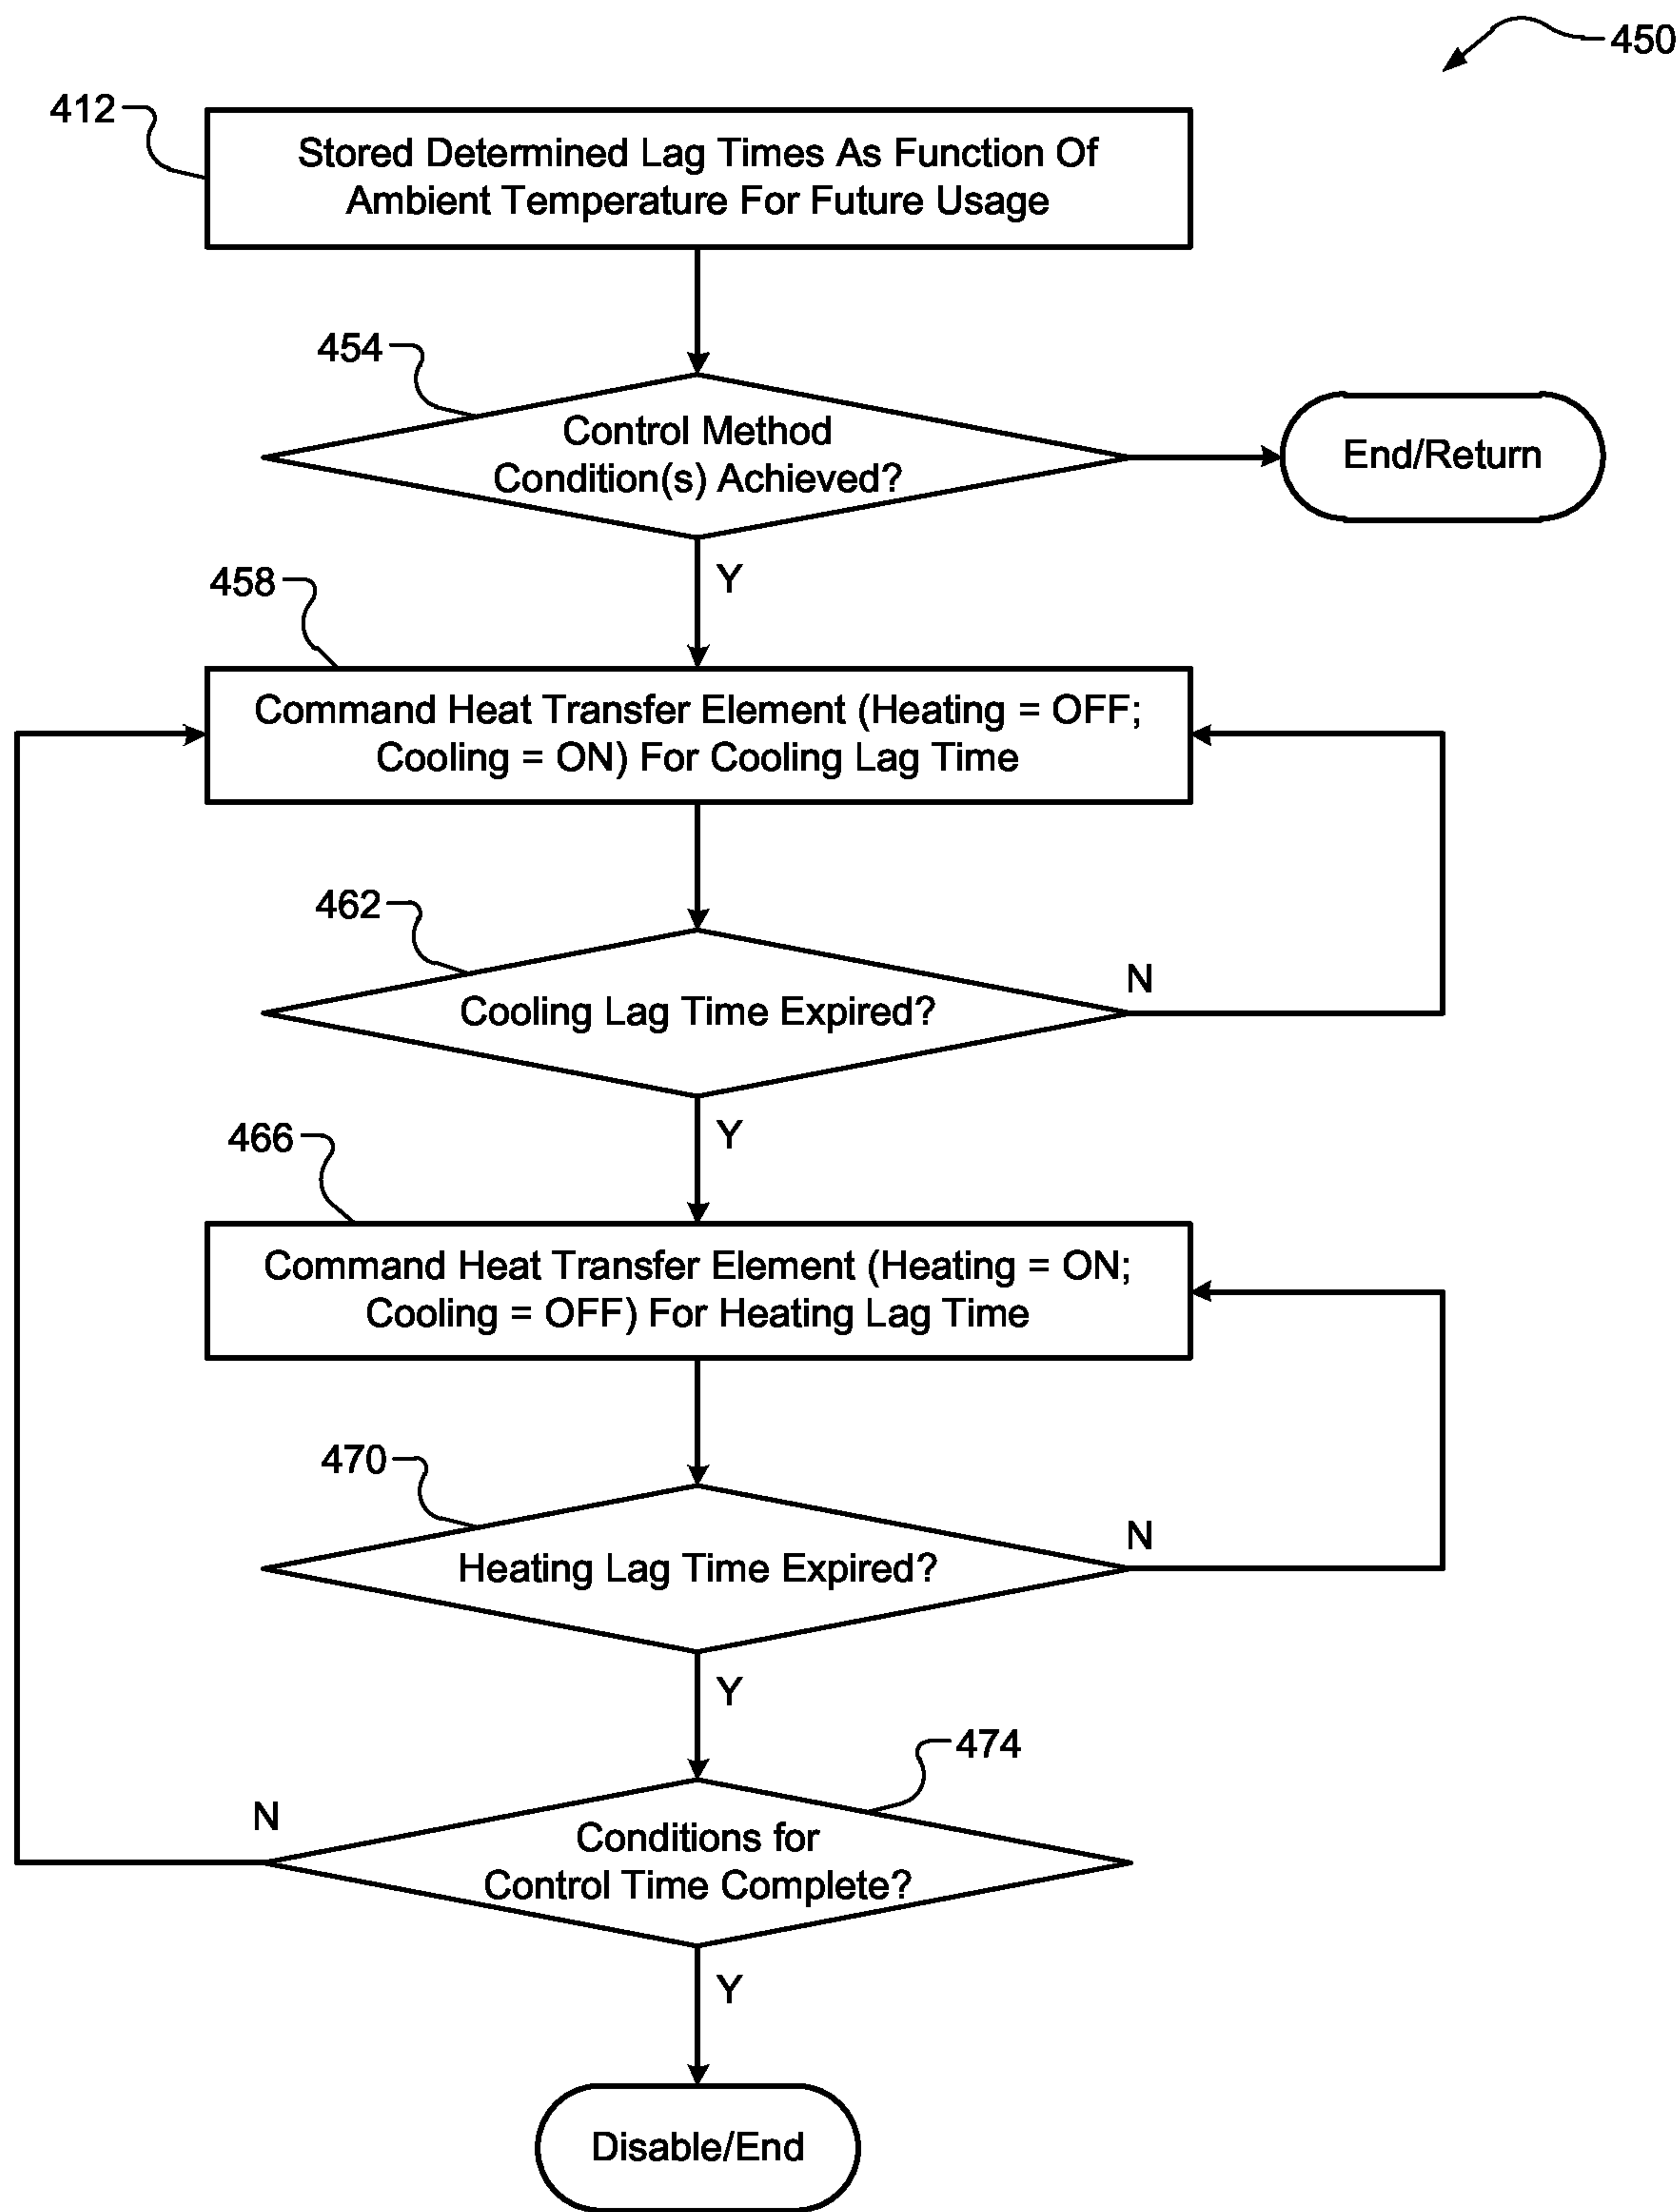 450
412
Stored Determined Lag Times As Function Of
Ambient Temperature For Future Usage
454
Control Method
Condition(s) Achieved?
End/Return
Y
458
Command Heat Transfer Element (Heating = OFF;
Cooling = ON) For Cooling Lag Time
462
Cooling Lag Time Expired?
N
Y
466
Command Heat Transfer Element (Heating = ON;
Cooling = OFF) For Heating Lag Time
470
Heating Lag Time Expired?
N
Y
474
N
Conditions for
Control Time Complete?
Y
Disable/End